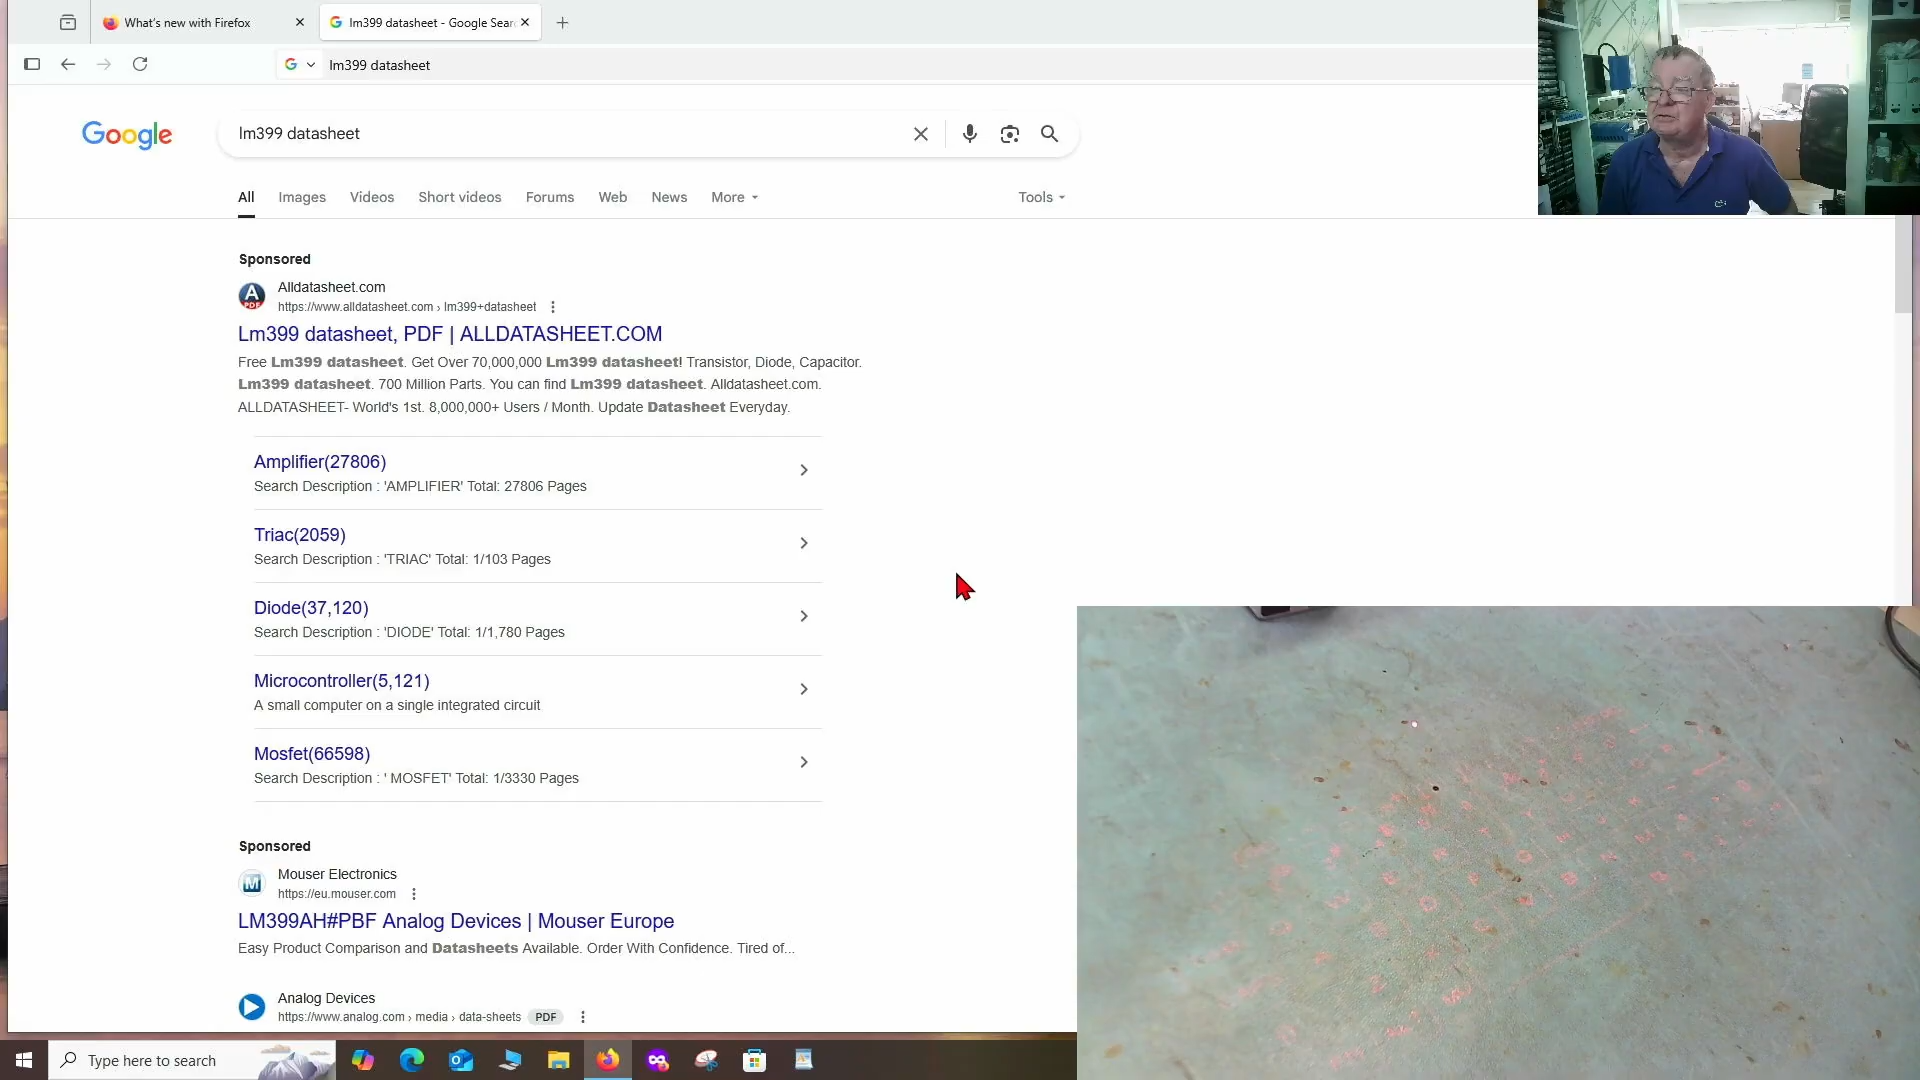 What's new with Firefox
lm399 datasheet - Google Sear
lm399 datasheet
Google
lm399 datasheet
All
Images
Videos
Short videos
Forums
Web
News
More
Tools
Sponsored
Alldatasheet.com
https://www.alldatasheet.com › lm399+datasheet
Lm399 datasheet, PDF | ALLDATASHEET.COM
Free Lm399 datasheet. Get Over 70,000,000 Lm399 datasheet! Transistor, Diode, Capacitor.
Lm399 datasheet. 700 Million Parts. You can find Lm399 datasheet. Alldatasheet.com.
ALLDATASHEET- World's 1st. 8,000,000+ Users / Month. Update Datasheet Everyday.
Amplifier(27806)
Search Description : 'AMPLIFIER' Total: 27806 Pages
Triac(2059)
Search Description : 'TRIAC' Total: 1/103 Pages
Diode(37,120)
Search Description : 'DIODE' Total: 1/1,780 Pages
Microcontroller(5,121)
A small computer on a single integrated circuit
Mosfet(66598)
Search Description : ' MOSFET' Total: 1/3330 Pages
Sponsored
Mouser Electronics
https://eu.mouser.com
LM399AH#PBF Analog Devices | Mouser Europe
Easy Product Comparison and Datasheets Available. Order With Confidence. Tired of...
Analog Devices
https://www.analog.com › media › data-sheets PDF
Type here to search